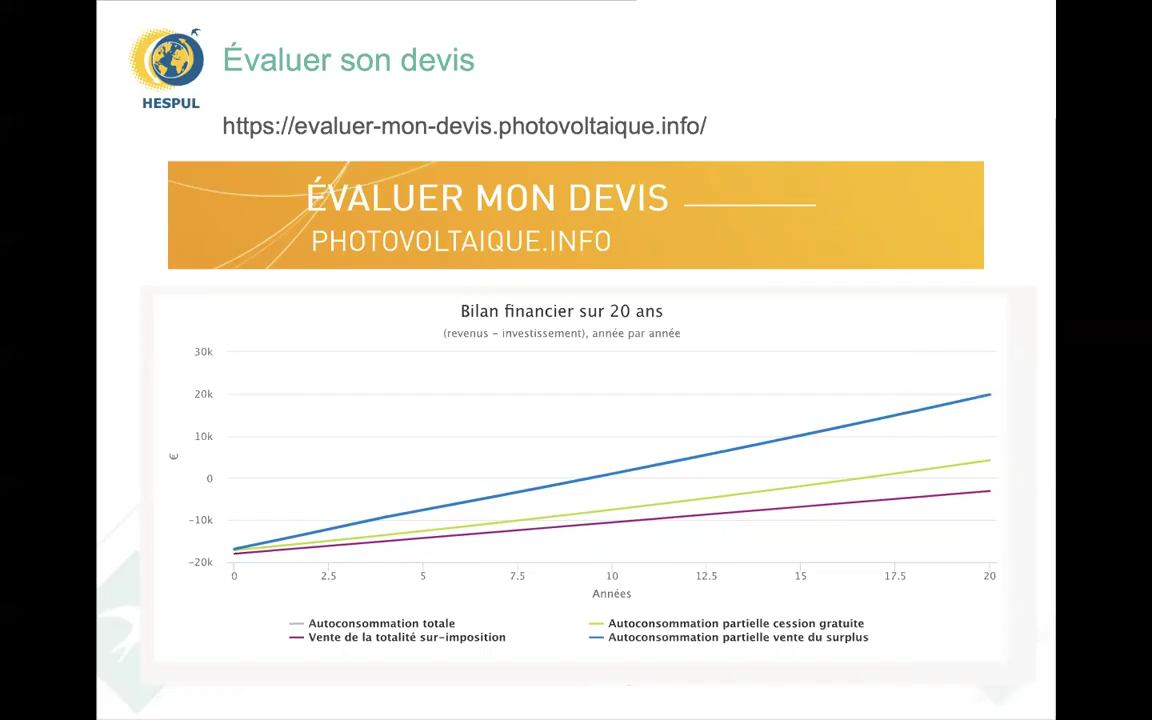 Évaluer son devis
HESPUL
https://evaluer-mon-devis.photovoltaique.info/
ÉVALUER MON DEVIS
PHOTOVOLTAIQUE.INFO
Bilan financier sur 20 ans
(revenus - investissement), année par année
30k
20k
10k
0
-10k
-20k
€
0 2.5 5 7.5 10 12.5 15 17.5 20
Années
Autoconsommation totale
Autoconsommation partielle cession gratuite
Vente de la totalité sur-imposition
Autoconsommation partielle vente du surplus